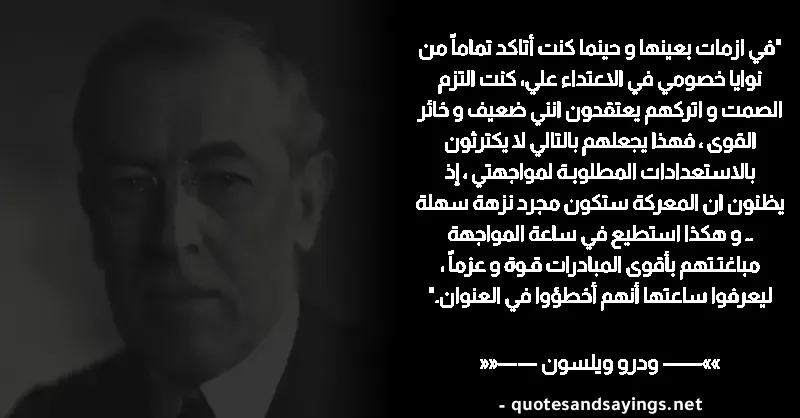 "في ازمات بعينها و حينما كنت أتاكد تماماً من
نوايا خصومي في الاعتداء علي، كنت التزم
الصمت و اتركهم يعتقدون انني ضعيف و خائر
القوى ، فهذا يجعلهم بالتالي لا يكترثون
بالاستعدادات المطلوبة لمواجهتي ، إذ
يظنون ان المعركة ستكون مجرد نزهة سهلة
.. و هكذا استطيع في ساعة المواجهة
مباغتتهم بأقوى المبادرات قوة و عزماً ،
ليعرفوا ساعتها أنهم أخطؤوا في العنوان."
»»—— ودرو ويلسون ——««
- quotesandsayings.net